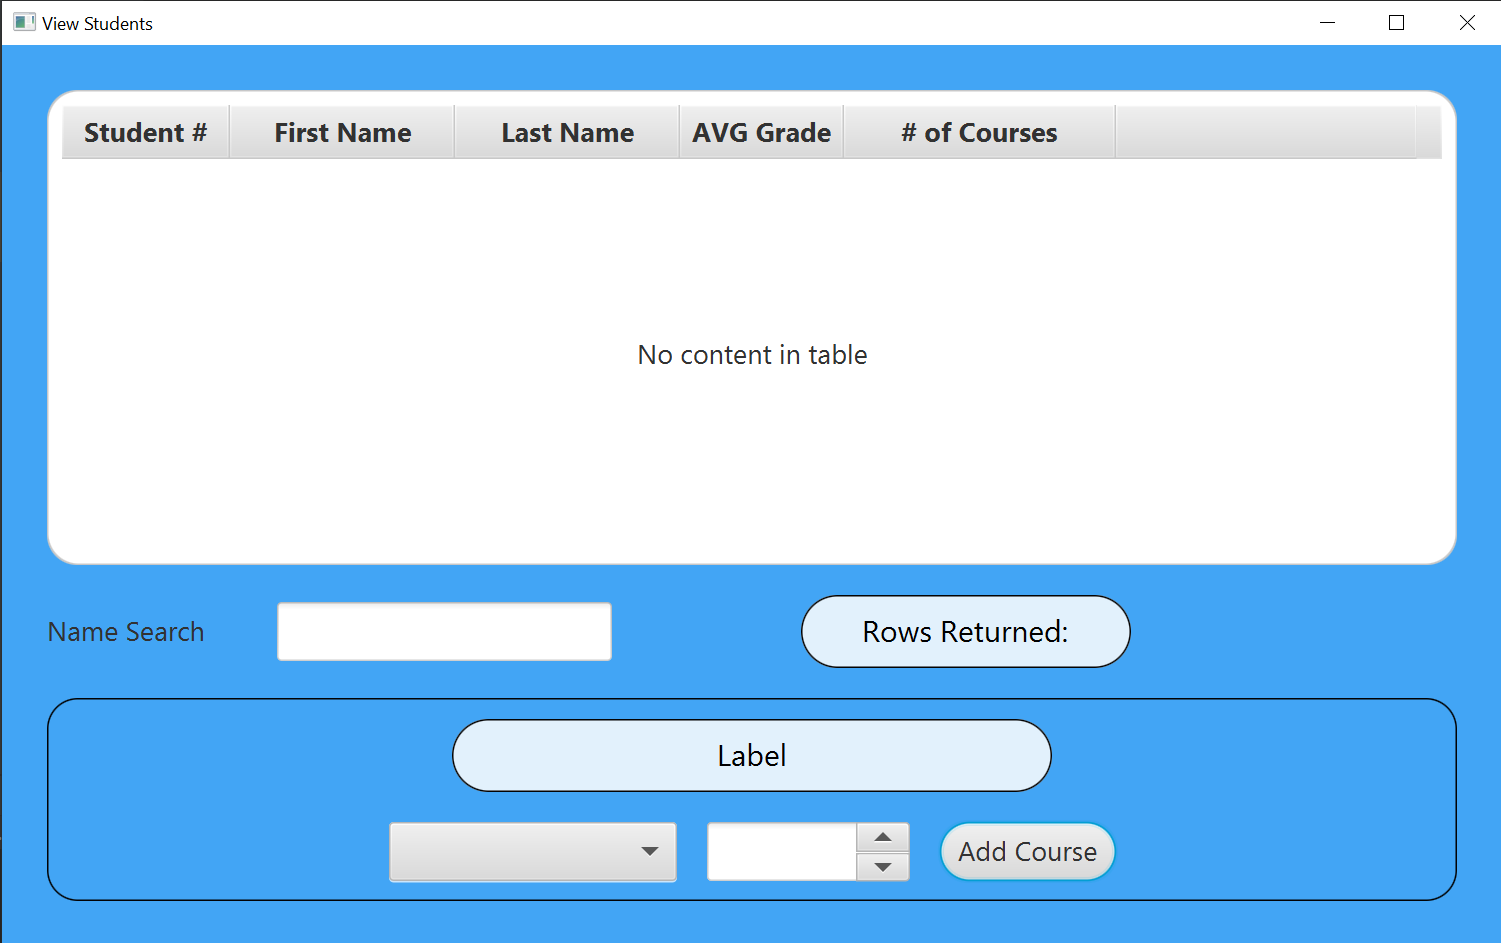 View Students
Student # First Name Last Name AVG Grade # of Courses
No content in table
Name Search Rows Returned:
Label
Add Course